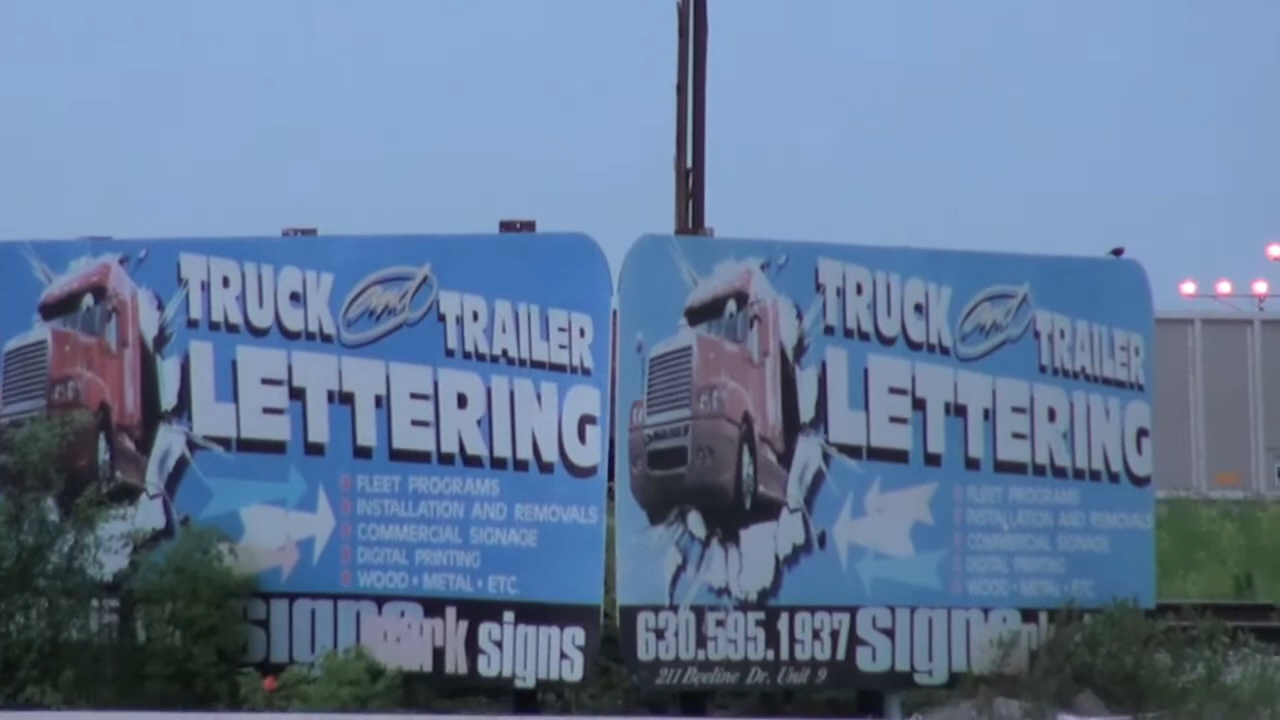 TRUCK and TRAILER
LETTERING
FLEET PROGRAMS
INSTALLATION AND REMOVALS
COMMERCIAL SIGNAGE
DIGITAL PRINTING
WOOD • METAL • ETC.
signs
TRUCK and TRAILER
LETTERING
FLEET PROGRAMS
INSTALLATION AND REMOVALS
COMMERCIAL SIGNAGE
DIGITAL PRINTING
WOOD • METAL • ETC.
630.595.1937
211 Beeline Dr. Unit 9